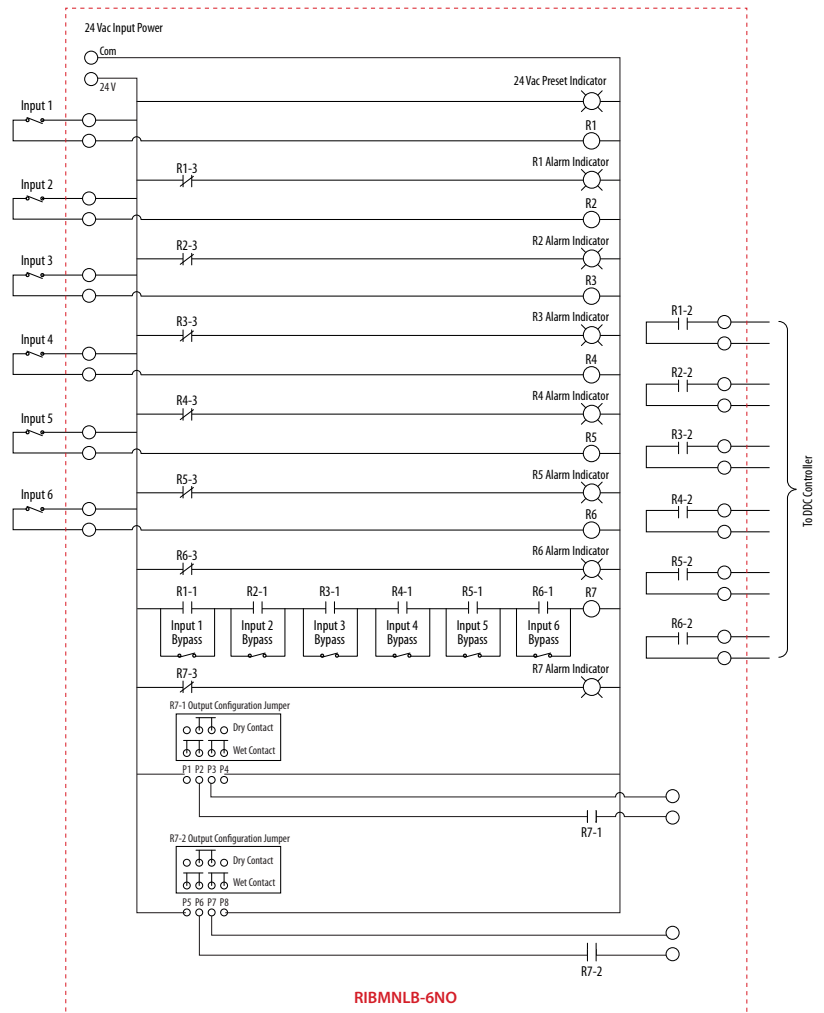 24 Vac Input Power
Com
24 V
24 Vac Preset Indicator
Input 1
R1
R1 Alarm Indicator
R1-3
Input 2
R2
R2 Alarm Indicator
R2-3
Input 3
R3
R3 Alarm Indicator
R3-3
Input 4
R4
R4 Alarm Indicator
R4-3
Input 5
R5
R5 Alarm Indicator
R5-3
Input 6
R6
R6 Alarm Indicator
R6-3
R1-1 R2-1 R3-1 R4-1 R5-1 R6-1 R7
Input 1 Input 2 Input 3 Input 4 Input 5 Input 6
Bypass Bypass Bypass Bypass Bypass Bypass
R7 Alarm Indicator
R7-3
R7-1 Output Configuration Jumper
Dry Contact
Wet Contact
P1 P2 P3 P4
R7-1
R7-2 Output Configuration Jumper
Dry Contact
Wet Contact
P5 P6 P7 P8
R7-2
R1-2
R2-2
R3-2
R4-2
R5-2
R6-2
To DDC Controller
RIBMNLB-6NO